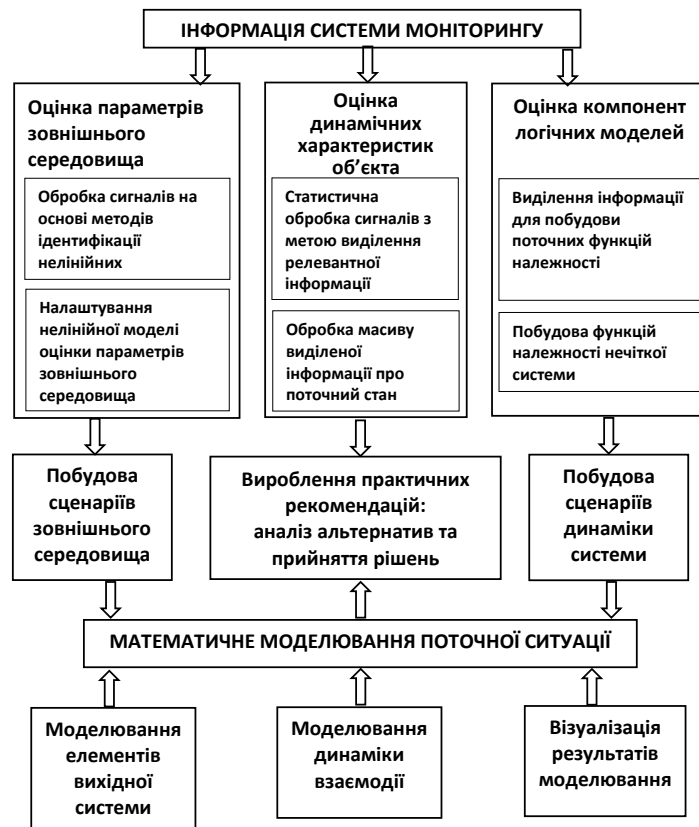 ІНФОРМАЦІЯ СИСТЕМИ МОНІТОРИНГУ
Оцінка параметрів
зовнішнього
середовища
Обробка сигналів на
основі методів
ідентифікації
нелінійних
Налаштування
нелінійної моделі
оцінки параметрів
зовнішнього
середовища
Оцінка
динамічних
характеристик
об’єкта
Статистична
обробка сигналів з
метою виділення
релевантної
інформації
Обробка масиву
виділеної
інформації про
поточний стан
Оцінка компонент
логічних моделей
Виділення інформації
для побудови
поточних функцій
належності
Побудова функцій
належності нечіткої
системи
Побудова
сценаріїв
зовнішнього
середовища
Вироблення практичних
рекомендацій:
аналіз альтернатив та
прийняття рішень
Побудова
сценаріїв
динаміки
системи
МАТЕМАТИЧНЕ МОДЕЛЮВАННЯ ПОТОЧНОЇ СИТУАЦІЇ
Моделювання
елементів
вихідної
системи
Моделювання
динаміки
взаємодії
Візуалізація
результатів
моделювання